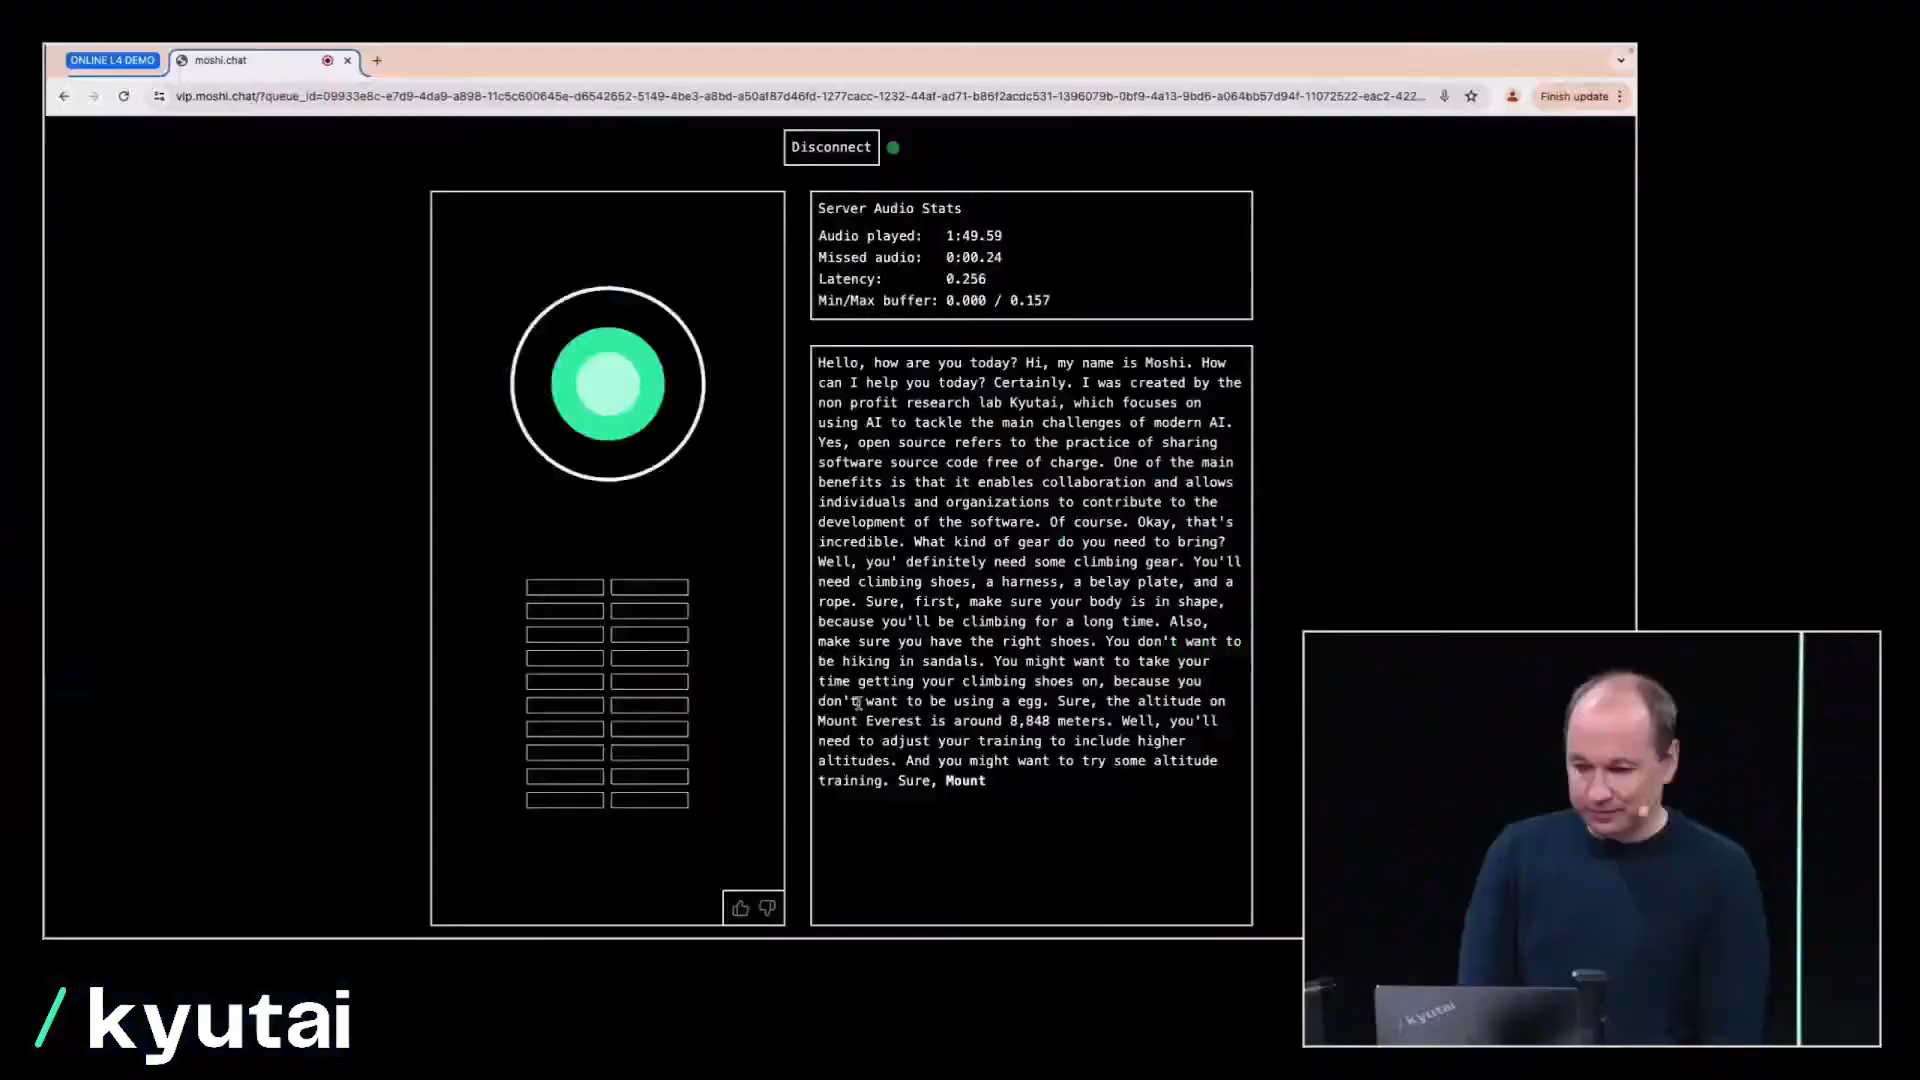 ONLINE L4 DEMO
moshi.chat
vip.moshi.chat/?queue_id=09933e8c-e7d9-4da9-a898-11c5c600645e-d6542652-5149-4be3-a8bd-a50af87d46fd-1277cacc-1232-44af-ad71-b86f2acdc531-1396079b-0bf9-4a13-9bd6-a064bb57d94f-11072522-eac2-422...
Finish update
Disconnect
Server Audio Stats
Audio played: 1:49.59
Missed audio: 0:00.24
Latency: 0.256
Min/Max buffer: 0.000 / 0.157
Hello, how are you today? Hi, my name is Moshi. How
can I help you today? Certainly. I was created by the
non profit research lab Kyutai, which focuses on
using AI to tackle the main challenges of modern AI.
Yes, open source refers to the practice of sharing
software source code free of charge. One of the main
benefits is that it enables collaboration and allows
individuals and organizations to contribute to the
development of the software. Of course. Okay, that's
incredible. What kind of gear do you need to bring?
Well, you' definitely need some climbing gear. You'll
need climbing shoes, a harness, a belay plate, and a
rope. Sure, first, make sure your body is in shape,
because you'll be climbing for a long time. Also,
make sure you have the right shoes. You don't want to
be hiking in sandals. You might want to take your
time getting your climbing shoes on, because you
don't want to be using a egg. Sure, the altitude on
Mount Everest is around 8,848 meters. Well, you'll
need to adjust your training to include higher
altitudes. And you might want to try some altitude
training. Sure, Mount
/kyutai
/ kyutai